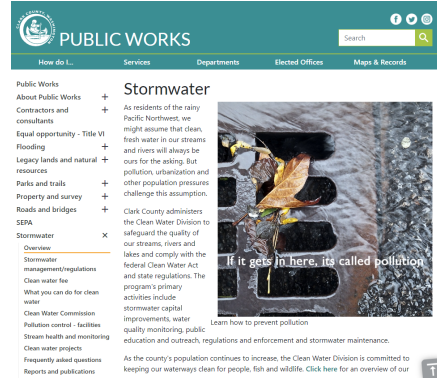 CLARK COUNTY, WASHINGTON
PUBLIC WORKS
Search
How do I...
Services
Departments
Elected Offices
Maps & Records
Public Works
About Public Works +
Contractors and +
consultants
Equal opportunity - Title VI
Flooding +
Legacy lands and natural +
resources
Parks and trails +
Property and survey +
Roads and bridges +
SEPA
Stormwater ×
Overview
Stormwater
management/regulations
Clean water fee
What you can do for clean
water
Clean Water Commission
Pollution control - facilities
Stream health and monitoring
Clean water projects
Frequently asked questions
Reports and publications
Stormwater
As residents of the rainy
Pacific Northwest, we
might assume that clean,
fresh water in our streams
and rivers will always be
ours for the asking. But
pollution, urbanization and
other population pressures
challenge this assumption.
Clark County administers
the Clean Water Division to
safeguard the quality of
our streams, rivers and
lakes and comply with the
federal Clean Water Act
and state regulations. The
program's primary
activities include
stormwater capital
improvements, water
quality monitoring, public
education and outreach, regulations and enforcement and stormwater maintenance.
If it gets in here, its called pollution
Learn how to prevent pollution
As the county's population continues to increase, the Clean Water Division is committed to
keeping our waterways clean for people, fish and wildlife. Click here for an overview of our